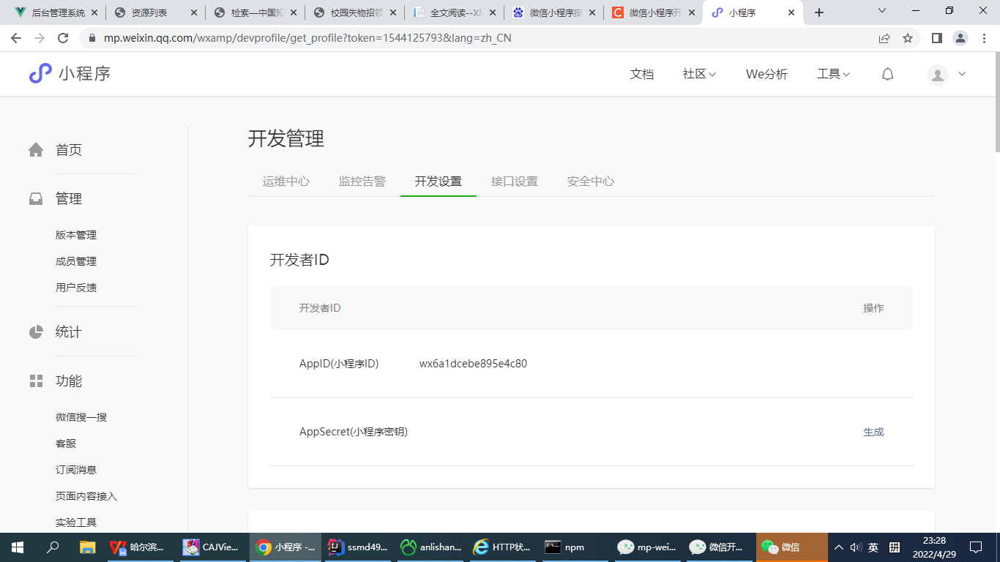 后台管理系统
资源列表
检索—中国知
校园失物招领
全文阅读--XM
微信小程序搭
微信小程序开
小程序
mp.weixin.qq.com/wxamp/devprofile/get_profile?token=1544125793&lang=zh_CN
小程序
文档
社区
We分析
工具
首页
管理
版本管理
成员管理
用户反馈
统计
功能
微信搜一搜
客服
订阅消息
页面内容接入
实验工具
开发管理
运维中心
监控告警
开发设置
接口设置
安全中心
开发者ID
开发者ID
操作
AppID(小程序ID)
wx6a1dcebe895e4c80
AppSecret(小程序密钥)
生成
哈尔滨...
CAJVie...
小程序 -...
ssmd49...
anlishan...
HTTP状...
npm
mp-wei...
微信开...
微信
英
拼
23:28
2022/4/29